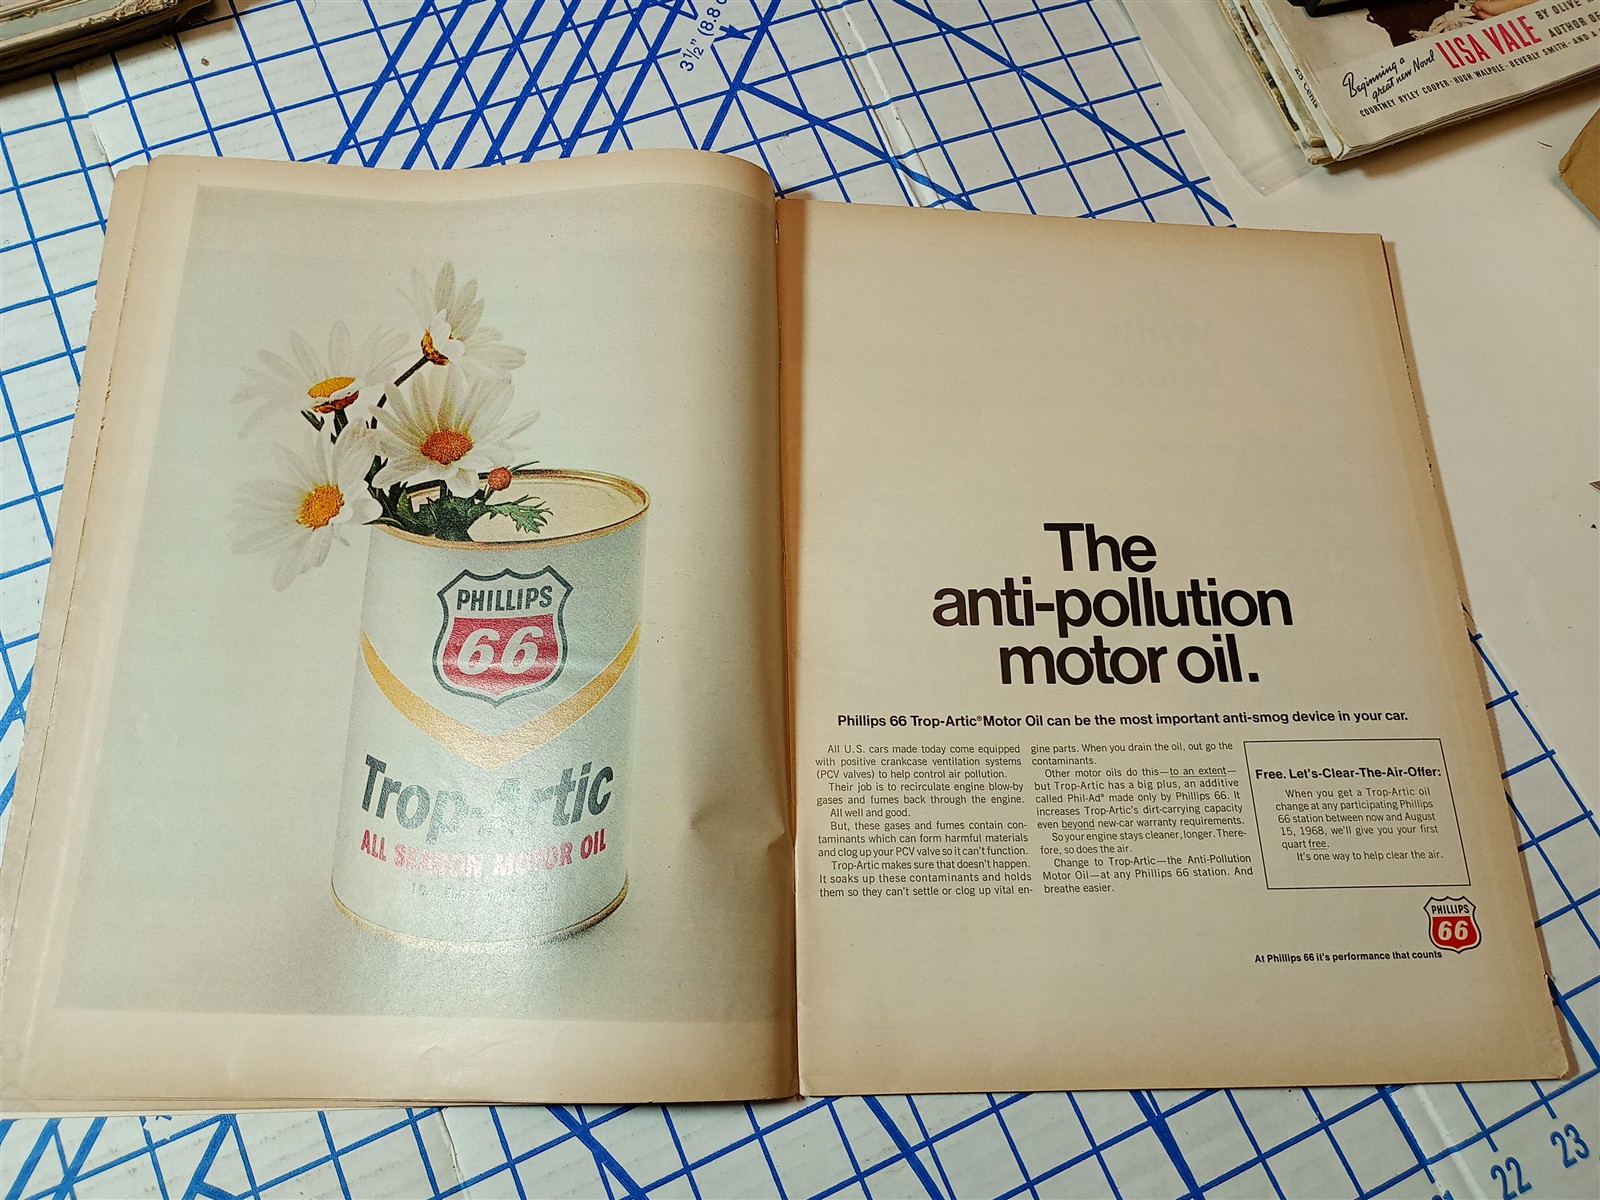 3½" (8.8 c
Beginning a
great new Novel
LISA VALE
BY OLIVE
AUTHOR OF
COURTNEY RYLEY COOPER · HUGH WALPOLE · BEVERLY SMITH · AND A
Cents
PHILLIPS
66
Trop-Artic
ALL SEASON MOTOR OIL
The
anti-pollution
motor oil.
Phillips 66 Trop-Artic® Motor Oil can be the most important anti-smog device in your car.
All U.S. cars made today come equipped
with positive crankcase ventilation systems
(PCV valves) to help control air pollution.
Their job is to recirculate engine blow-by
gases and fumes back through the engine.
All well and good.
But, these gases and fumes contain con-
taminants which can form harmful materials
and clog up your PCV valve so it can't function.
Trop-Artic makes sure that doesn't happen.
It soaks up these contaminants and holds
them so they can't settle or clog up vital en-
gine parts. When you drain the oil, out go the
contaminants.
Other motor oils do this—to an extent—
but Trop-Artic has a big plus, an additive
called Phil-Ad® made only by Phillips 66. It
increases Trop-Artic's dirt-carrying capacity
even beyond new-car warranty requirements.
So your engine stays cleaner, longer. There-
fore, so does the air.
Change to Trop-Artic—the Anti-Pollution
Motor Oil—at any Phillips 66 station. And
breathe easier.
Free. Let's-Clear-The-Air-Offer:
When you get a Trop-Artic oil
change at any participating Phillips
66 station between now and August
15, 1968, we'll give you your first
quart free.
It's one way to help clear the air.
PHILLIPS
66
At Phillips 66 it's performance that counts
22
23